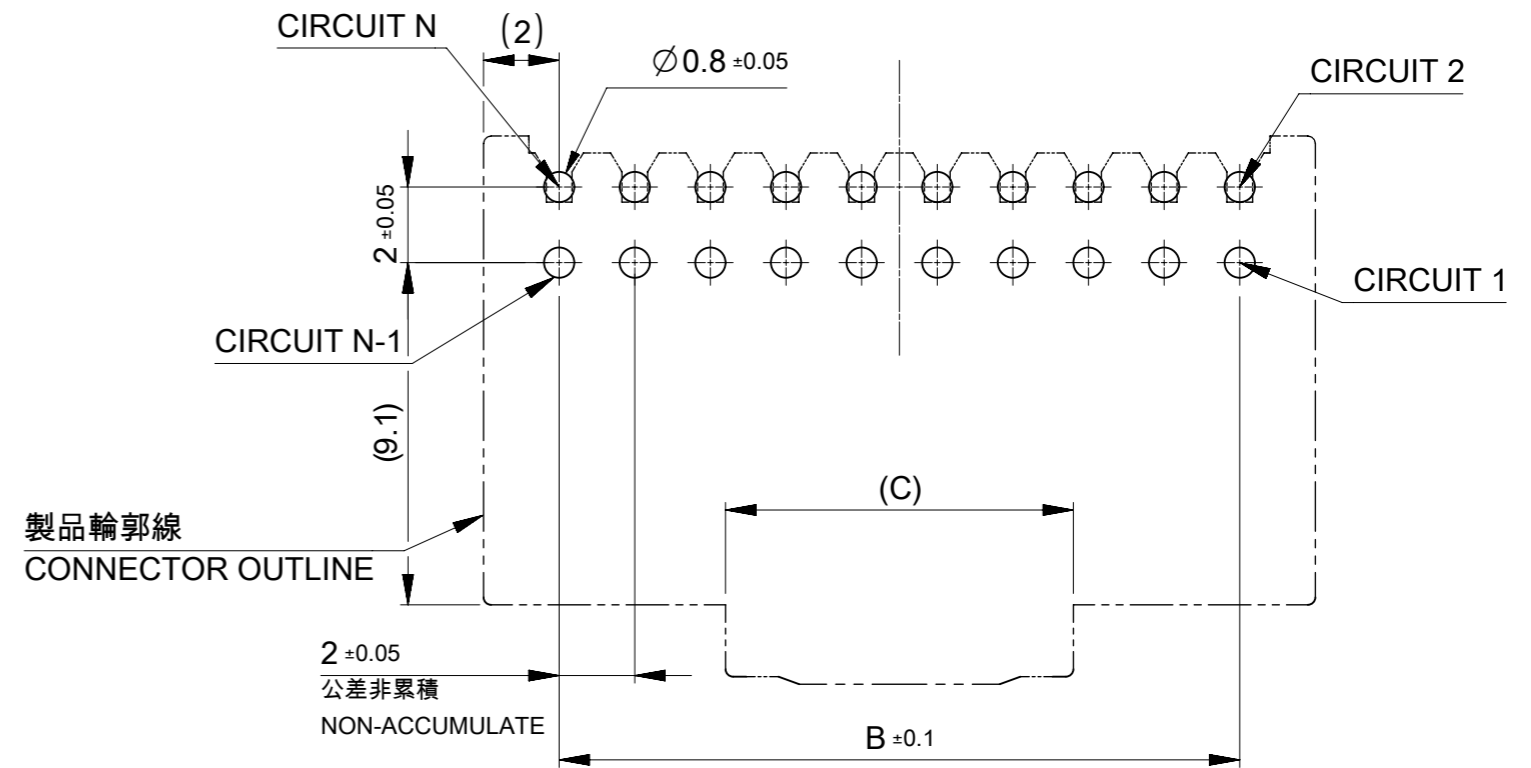 CIRCUIT N
(2)
∅0.8 ±0.05
CIRCUIT 2
2 ±0.05
CIRCUIT 1
CIRCUIT N-1
(9.1)
(C)
製品輪郭線
CONNECTOR OUTLINE
2 ±0.05
公差非累積
NON-ACCUMULATE
B ±0.1